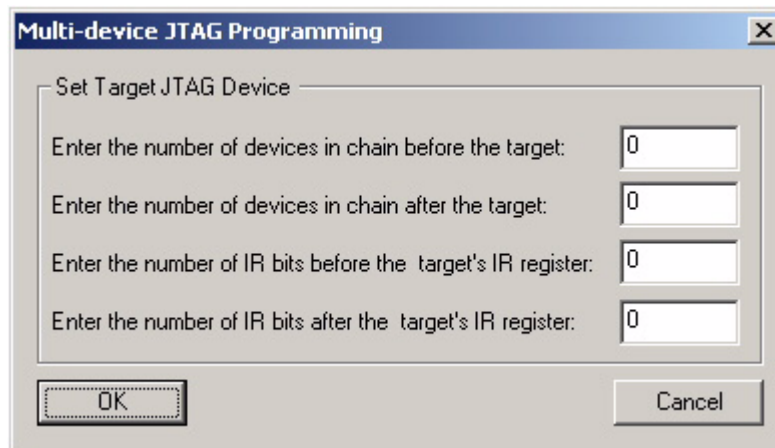 Multi-device JTAG Programming
Set Target JTAG Device
Enter the number of devices in chain before the target: 0
Enter the number of devices in chain after the target: 0
Enter the number of IR bits before the  target's IR register: 0
Enter the number of IR bits after the  target's IR register: 0
OK Cancel